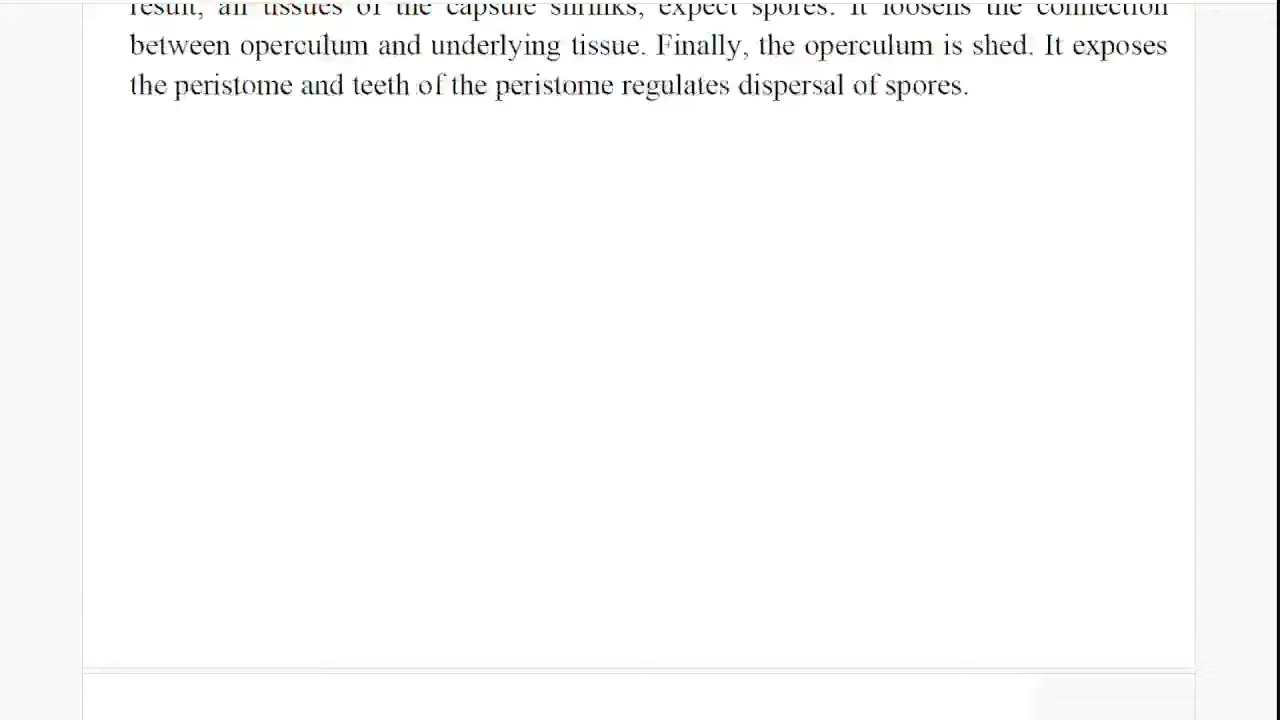 result, all tissues of the capsule shrinks, expect spores. It loosens the connection
between operculum and underlying tissue. Finally, the operculum is shed. It exposes
the peristome and teeth of the peristome regulates dispersal of spores.